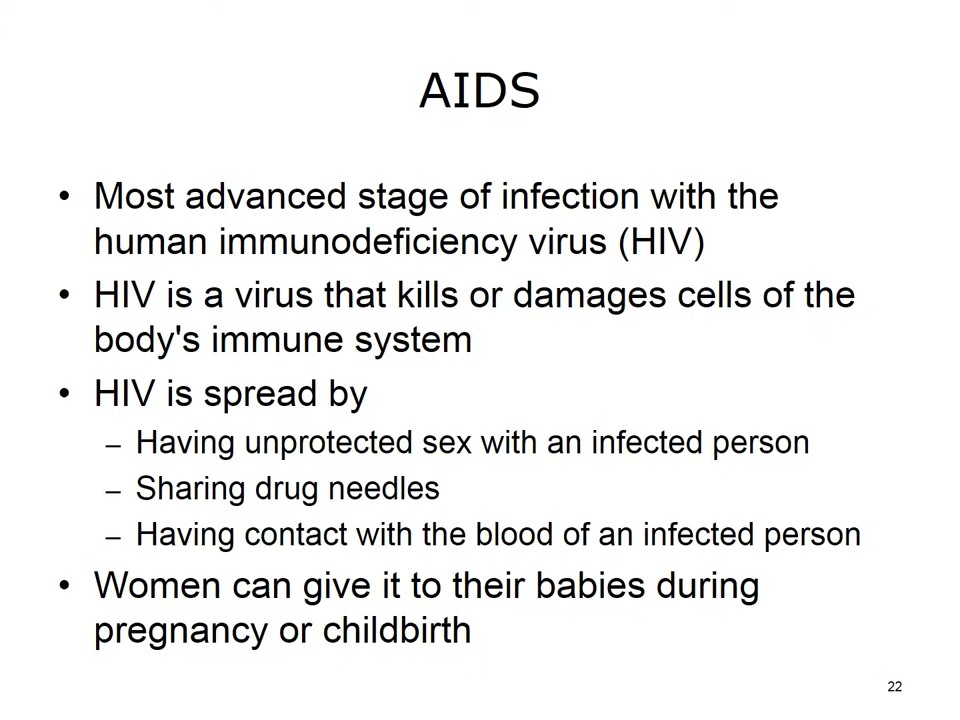 AIDS
• Most advanced stage of infection with the
human immunodeficiency virus (HIV)
• HIV is a virus that kills or damages cells of the
body's immune system
• HIV is spread by
– Having unprotected sex with an infected person
– Sharing drug needles
– Having contact with the blood of an infected person
• Women can give it to their babies during
pregnancy or childbirth
22